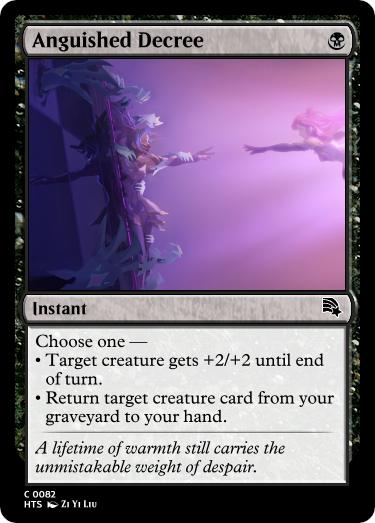 Anguished Decree
Instant
Choose one —
• Target creature gets +2/+2 until end
of turn.
• Return target creature card from your
graveyard to your hand.
A lifetime of warmth still carries the
unmistakable weight of despair.
C 0082
HTS Zi Yi Liu